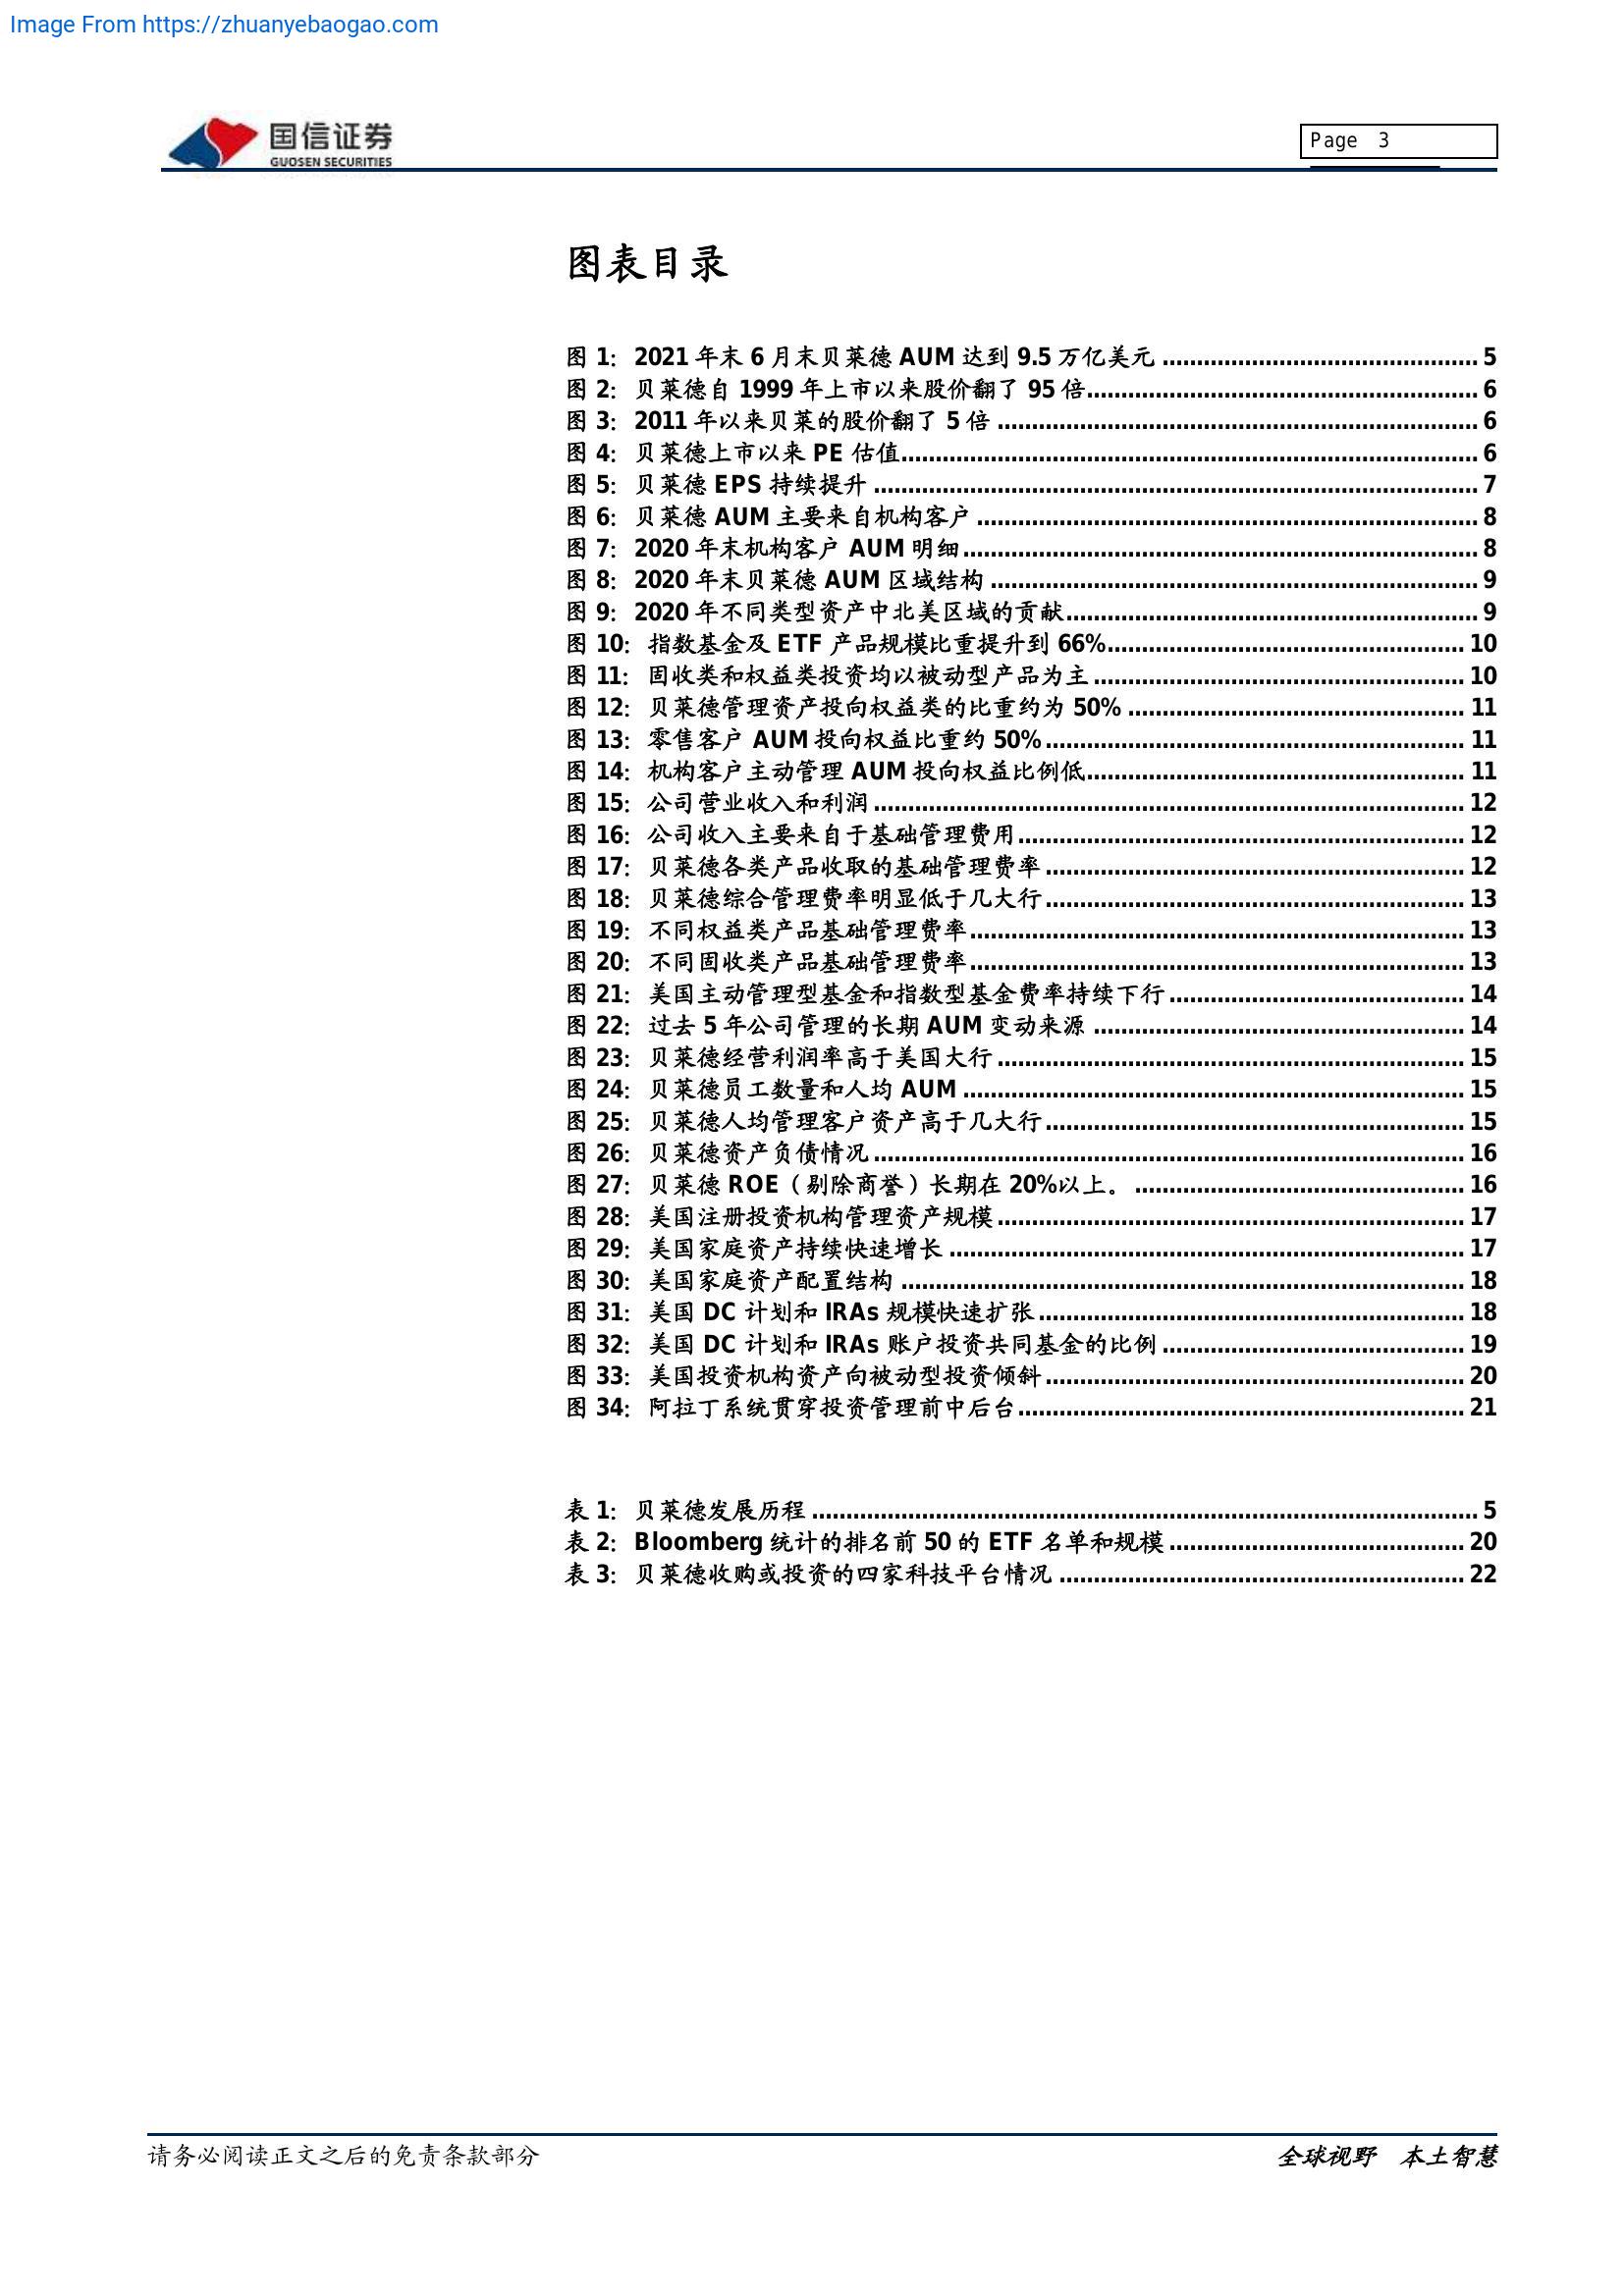 Image From https://zhuanyebaogao.com
国信证券
GUOSEN SECURITIES
Page 3
图表目录
图 1: 2021 年末 6 月末贝莱德 AUM 达到 9.5 万亿美元 ............................................. 5
图 2: 贝莱德自 1999 年上市以来股价翻了 95 倍......................................................... 6
图 3: 2011 年以来贝莱的股价翻了 5 倍 ..................................................................... 6
图 4: 贝莱德上市以来 PE 估值................................................................................... 6
图 5: 贝莱德 EPS 持续提升 ....................................................................................... 7
图 6: 贝莱德 AUM 主要来自机构客户 ........................................................................ 8
图 7: 2020 年末机构客户 AUM 明细.......................................................................... 8
图 8: 2020 年末贝莱德 AUM 区域结构 ...................................................................... 9
图 9: 2020 年不同类型资产中北美区域的贡献............................................................ 9
图 10: 指数基金及 ETF 产品规模比重提升到 66%.................................................... 10
图 11: 固收类和权益类投资均以被动型产品为主 ...................................................... 10
图 12: 贝莱德管理资产投向权益类的比重约为 50% ................................................. 11
图 13: 零售客户 AUM 投向权益比重约 50%............................................................. 11
图 14: 机构客户主动管理 AUM 投向权益比例低....................................................... 11
图 15: 公司营业收入和利润 ...................................................................................... 12
图 16: 公司收入主要来自于基础管理费用................................................................. 12
图 17: 贝莱德各类产品收取的基础管理费率 ............................................................. 12
图 18: 贝莱德综合管理费率明显低于几大行............................................................. 13
图 19: 不同权益类产品基础管理费率........................................................................ 13
图 20: 不同固收类产品基础管理费率........................................................................ 13
图 21: 美国主动管理型基金和指数型基金费率持续下行........................................... 14
图 22: 过去 5 年公司管理的长期 AUM 变动来源 ...................................................... 14
图 23: 贝莱德经营利润率高于美国大行 .................................................................... 15
图 24: 贝莱德员工数量和人均 AUM ......................................................................... 15
图 25: 贝莱德人均管理客户资产高于几大行............................................................. 15
图 26: 贝莱德资产负债情况 ...................................................................................... 16
图 27: 贝莱德 ROE（剔除商誉）长期在 20%以上。 ................................................ 16
图 28: 美国注册投资机构管理资产规模 .................................................................... 17
图 29: 美国家庭资产持续快速增长 ........................................................................... 17
图 30: 美国家庭资产配置结构 .................................................................................. 18
图 31: 美国 DC 计划和 IRAs 规模快速扩张.............................................................. 18
图 32: 美国 DC 计划和 IRAs 账户投资共同基金的比例 ............................................ 19
图 33: 美国投资机构资产向被动型投资倾斜............................................................. 20
图 34: 阿拉丁系统贯穿投资管理前中后台................................................................. 21
表 1: 贝莱德发展历程 ................................................................................................ 5
表 2: Bloomberg 统计的排名前 50 的 ETF 名单和规模........................................... 20
表 3: 贝莱德收购或投资的四家科技平台情况 ........................................................... 22
请务必阅读正文之后的免责条款部分
全球视野 本土智慧